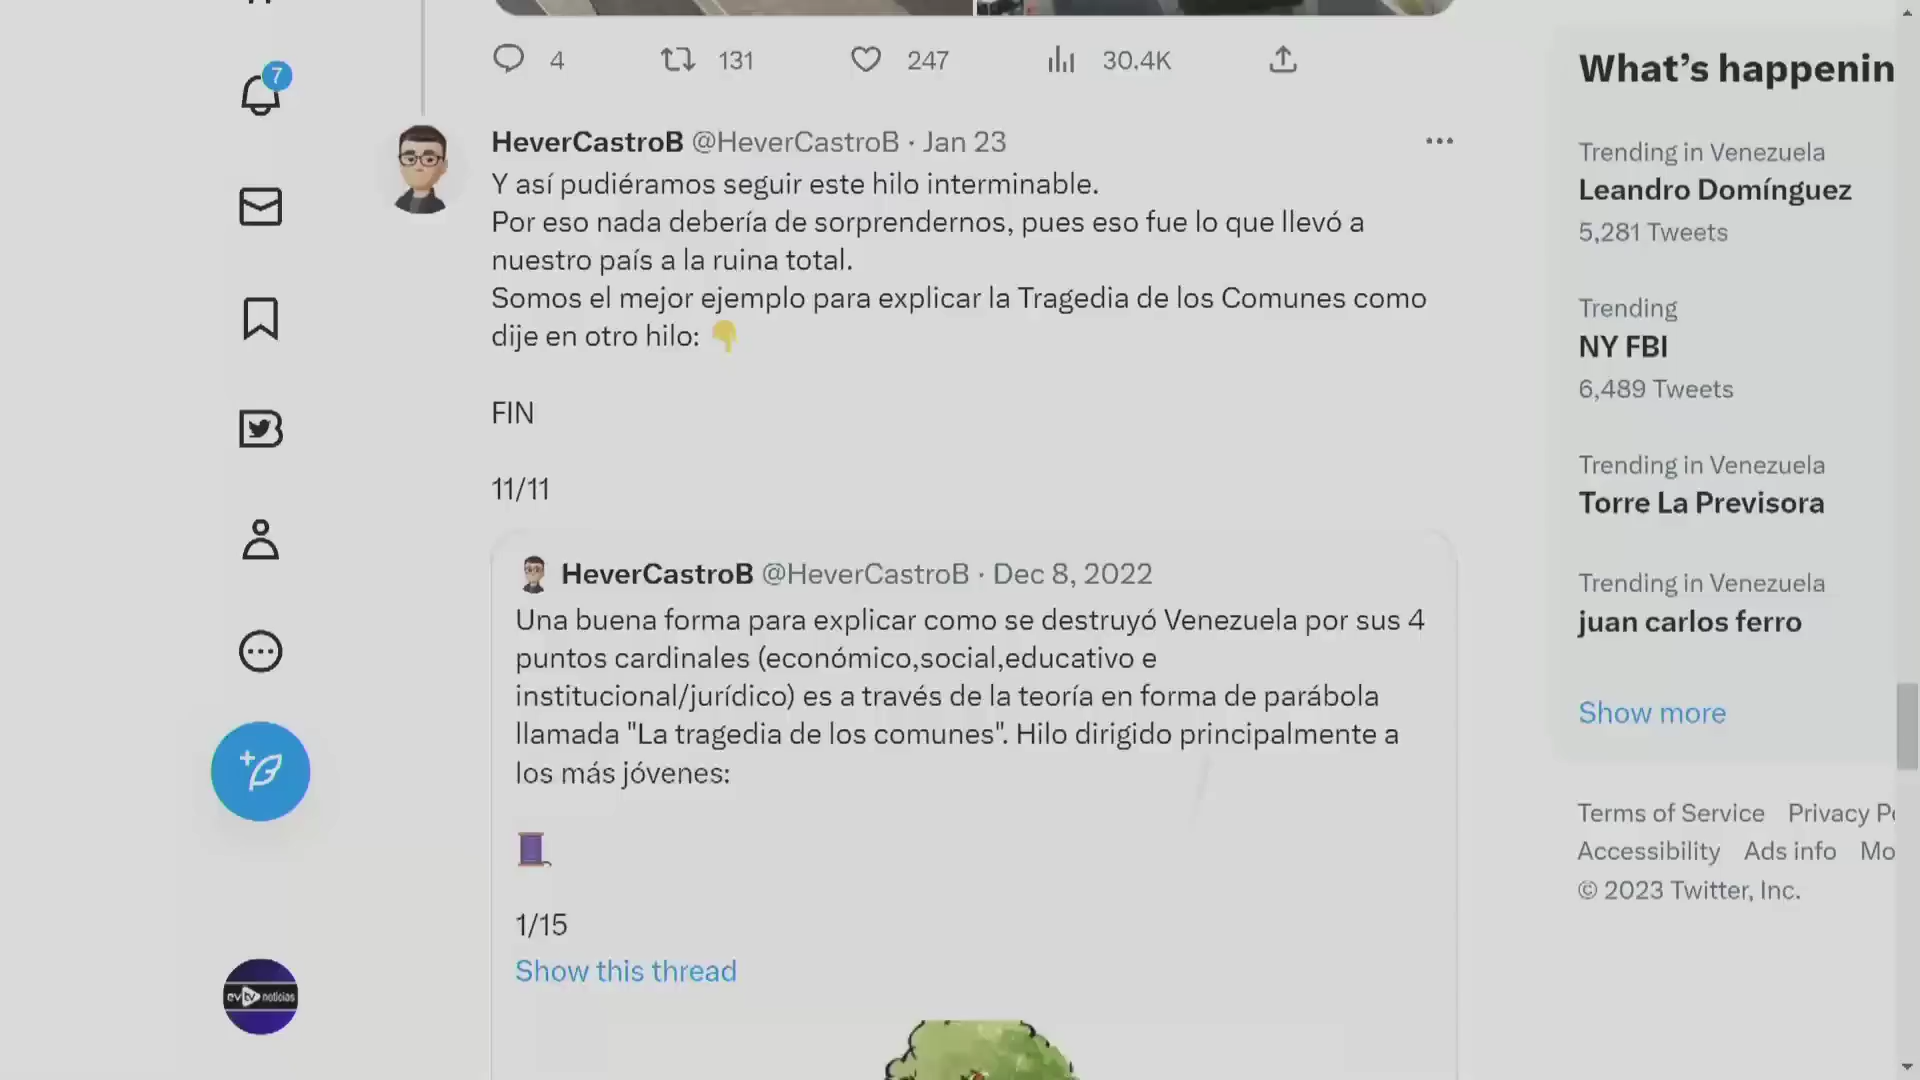 4 131 247 30.4K
7
HeverCastroB @HeverCastroB · Jan 23
Y así pudiéramos seguir este hilo interminable.
Por eso nada debería de sorprendernos, pues eso fue lo que llevó a
nuestro país a la ruina total.
Somos el mejor ejemplo para explicar la Tragedia de los Comunes como
dije en otro hilo: 👇
FIN
11/11
HeverCastroB @HeverCastroB · Dec 8, 2022
Una buena forma para explicar como se destruyó Venezuela por sus 4
puntos cardinales (económico,social,educativo e
institucional/jurídico) es a través de la teoría en forma de parábola
llamada "La tragedia de los comunes". Hilo dirigido principalmente a
los más jóvenes:
🧵
1/15
Show this thread
evtv noticias
What's happenin
Trending in Venezuela
Leandro Domínguez
5,281 Tweets
Trending
NY FBI
6,489 Tweets
Trending in Venezuela
Torre La Previsora
Trending in Venezuela
juan carlos ferro
Show more
Terms of Service Privacy P
Accessibility Ads info Mo
© 2023 Twitter, Inc.